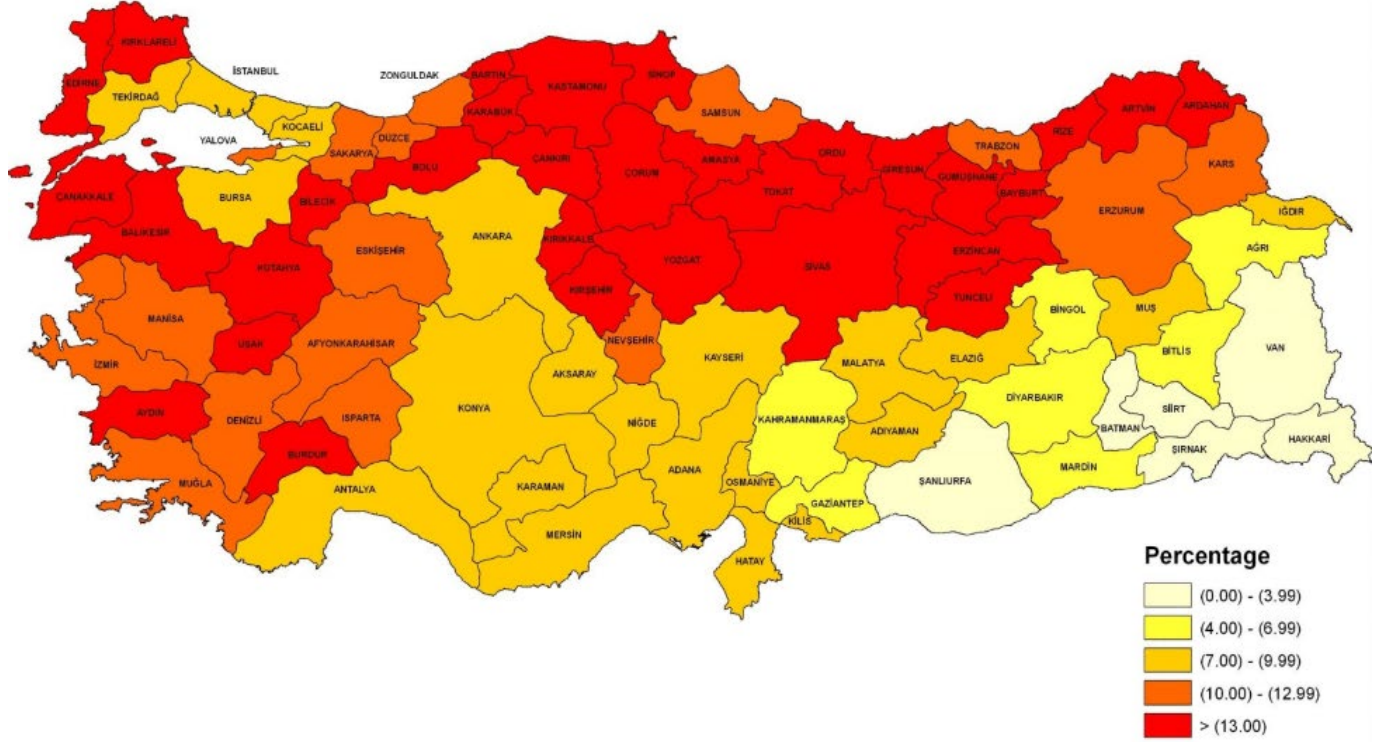 KIRKLARELİ
EDİRNE
TEKİRDAĞ
İSTANBUL
KOCAELİ
YALOVA
ZONGULDAK
BARTIN
KASTAMONU
SİNOP
KARABÜK
SAMSUN
DÜZCE
SAKARYA
BOLU
ÇANKIRI
ÇORUM
AMASYA
TOKAT
ORDU
GİRESUN
GÜMÜŞHANE
TRABZON
BAYBURT
RİZE
ARTVİN
ARDAHAN
KARS
IĞDIR
AĞRI
ERZURUM
ERZİNCAN
ÇANAKKALE
BALIKESİR
BURSA
BİLECİK
ESKİŞEHİR
ANKARA
KIRIKKALE
YOZGAT
SİVAS
TUNCELİ
BİNGÖL
MUŞ
BİTLİS
VAN
KÜTAHYA
KIRŞEHİR
MANİSA
UŞAK
AFYONKARAHİSAR
NEVŞEHİR
KAYSERİ
MALATYA
ELAZIĞ
İZMİR
AKSARAY
AYDIN
DENİZLİ
ISPARTA
KONYA
NİĞDE
KAHRAMANMARAŞ
ADIYAMAN
DİYARBAKIR
BATMAN
SİİRT
ŞIRNAK
HAKKARİ
BURDUR
MUĞLA
ANTALYA
KARAMAN
MERSİN
ADANA
OSMANİYE
GAZİANTEP
KİLİS
HATAY
ŞANLIURFA
MARDİN
Percentage
(0.00) - (3.99)
(4.00) - (6.99)
(7.00) - (9.99)
(10.00) - (12.99)
> (13.00)